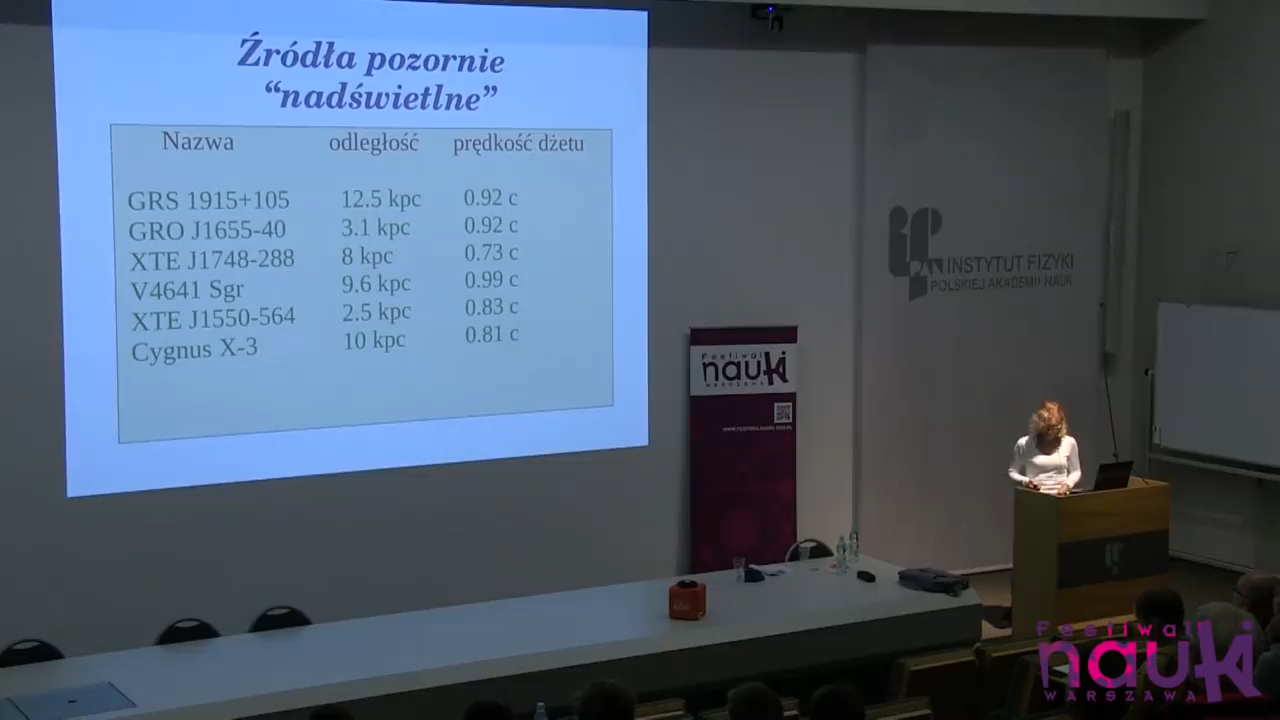 Źródła pozornie
“nadświetlne”
Nazwa odległość prędkość dżetu
GRS 1915+105 12.5 kpc 0.92 c
GRO J1655-40 3.1 kpc 0.92 c
XTE J1748-288 8 kpc 0.73 c
V4641 Sgr 9.6 kpc 0.99 c
XTE J1550-564 2.5 kpc 0.83 c
Cygnus X-3 10 kpc 0.81 c
INSTYTUT FIZYKI
POLSKIEJ AKADEMII NAUK
Festiwal
nauki
WARSZAWA
Festiwal
nauki
WARSZAWA